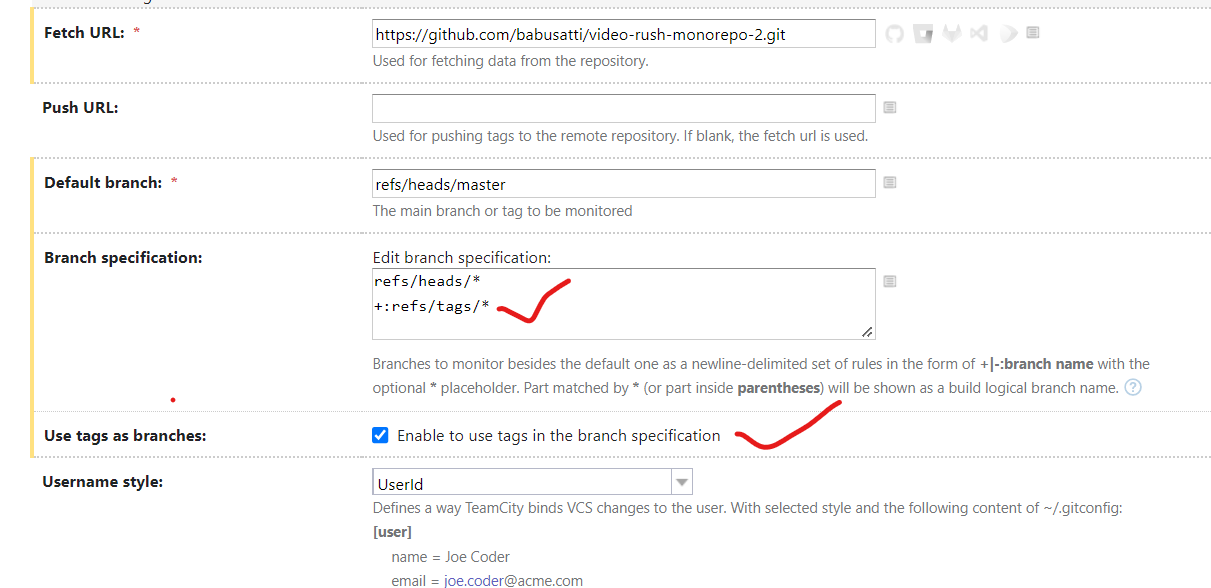 Fetch URL: *
https://github.com/babusatti/video-rush-monorepo-2.git
Used for fetching data from the repository.
Push URL:
Used for pushing tags to the remote repository. If blank, the fetch url is used.
Default branch: *
refs/heads/master
The main branch or tag to be monitored
Branch specification:
Edit branch specification:
refs/heads/*
+:refs/tags/*
Branches to monitor besides the default one as a newline-delimited set of rules in the form of +|-:branch name with the
optional * placeholder. Part matched by * (or part inside parentheses) will be shown as a build logical branch name. ?
Use tags as branches:
Enable to use tags in the branch specification
Username style:
UserId
Defines a way TeamCity binds VCS changes to the user. With selected style and the following content of ~/.gitconfig:
[user]
name = Joe Coder
email = joe.coder@acme.com